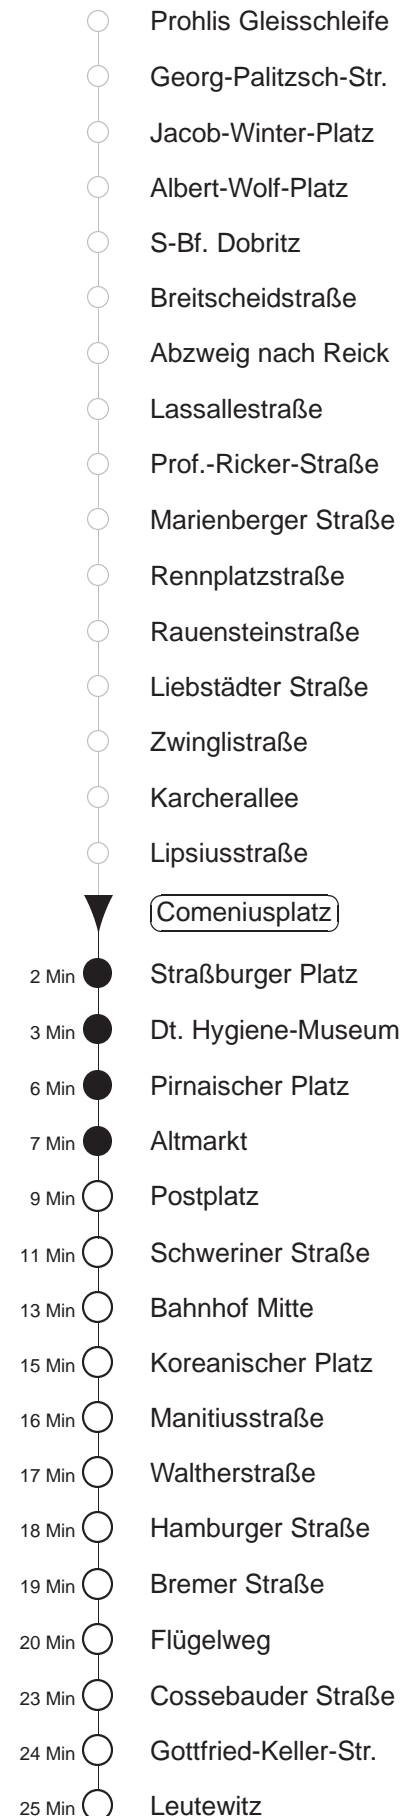 Prohlis Gleisschleife
Georg-Palitzsch-Str.
Jacob-Winter-Platz
Albert-Wolf-Platz
S-Bf. Dobritz
Breitscheidstraße
Abzweig nach Reick
Lassallestraße
Prof.-Ricker-Straße
Marienberger Straße
Rennplatzstraße
Rauensteinstraße
Liebstädter Straße
Zwinglistraße
Karcherallee
Lipsiusstraße
Comeniusplatz
2 Min Straßburger Platz
3 Min Dt. Hygiene-Museum
6 Min Pirnaischer Platz
7 Min Altmarkt
9 Min Postplatz
11 Min Schweriner Straße
13 Min Bahnhof Mitte
15 Min Koreanischer Platz
16 Min Manitiusstraße
17 Min Waltherstraße
18 Min Hamburger Straße
19 Min Bremer Straße
20 Min Flügelweg
23 Min Cossebauder Straße
24 Min Gottfried-Keller-Str.
25 Min Leutewitz